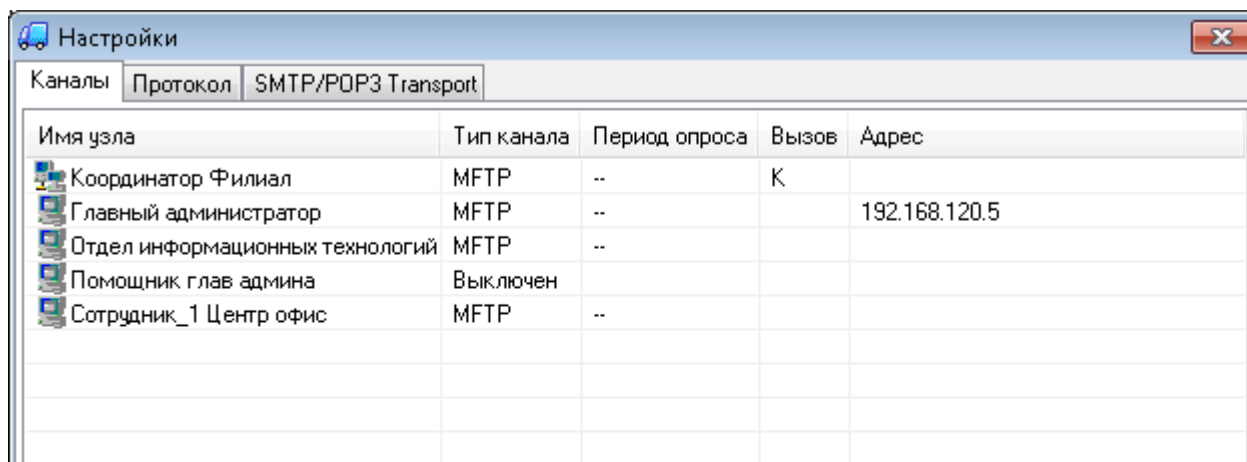 Настройки
Каналы Протокол SMTP/POP3 Transport
Имя узла Тип канала Период опроса Вызов Адрес
Координатор Филиал MFTP -- К
Главный администратор MFTP -- 192.168.120.5
Отдел информационных технологий MFTP --
Помощник глав админа Выключен
Сотрудник_1 Центр офис MFTP --